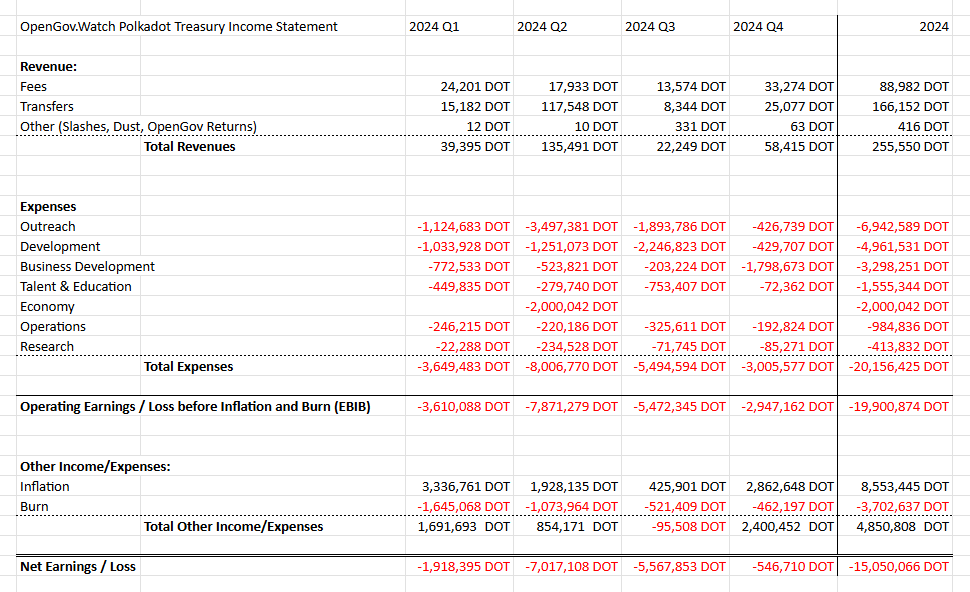 OpenGov.Watch Polkadot Treasury Income Statement 2024 Q1 2024 Q2 2024 Q3 2024 Q4 2024
Revenue:
Fees 24,201 DOT 17,933 DOT 13,574 DOT 33,274 DOT 88,982 DOT
Transfers 15,182 DOT 117,548 DOT 8,344 DOT 25,077 DOT 166,152 DOT
Other (Slashes, Dust, OpenGov Returns) 12 DOT 10 DOT 331 DOT 63 DOT 416 DOT
Total Revenues 39,395 DOT 135,491 DOT 22,249 DOT 58,415 DOT 255,550 DOT
Expenses
Outreach -1,124,683 DOT -3,497,381 DOT -1,893,786 DOT -426,739 DOT -6,942,589 DOT
Development -1,033,928 DOT -1,251,073 DOT -2,246,823 DOT -429,707 DOT -4,961,531 DOT
Business Development -772,533 DOT -523,821 DOT -203,224 DOT -1,798,673 DOT -3,298,251 DOT
Talent & Education -449,835 DOT -279,740 DOT -753,407 DOT -72,362 DOT -1,555,344 DOT
Economy -2,000,042 DOT -2,000,042 DOT
Operations -246,215 DOT -220,186 DOT -325,611 DOT -192,824 DOT -984,836 DOT
Research -22,288 DOT -234,528 DOT -71,745 DOT -85,271 DOT -413,832 DOT
Total Expenses -3,649,483 DOT -8,006,770 DOT -5,494,594 DOT -3,005,577 DOT -20,156,425 DOT
Operating Earnings / Loss before Inflation and Burn (EBIB) -3,610,088 DOT -7,871,279 DOT -5,472,345 DOT -2,947,162 DOT -19,900,874 DOT
Other Income/Expenses:
Inflation 3,336,761 DOT 1,928,135 DOT 425,901 DOT 2,862,648 DOT 8,553,445 DOT
Burn -1,645,068 DOT -1,073,964 DOT -521,409 DOT -462,197 DOT -3,702,637 DOT
Total Other Income/Expenses 1,691,693 DOT 854,171 DOT -95,508 DOT 2,400,452 DOT 4,850,808 DOT
Net Earnings / Loss -1,918,395 DOT -7,017,108 DOT -5,567,853 DOT -546,710 DOT -15,050,066 DOT